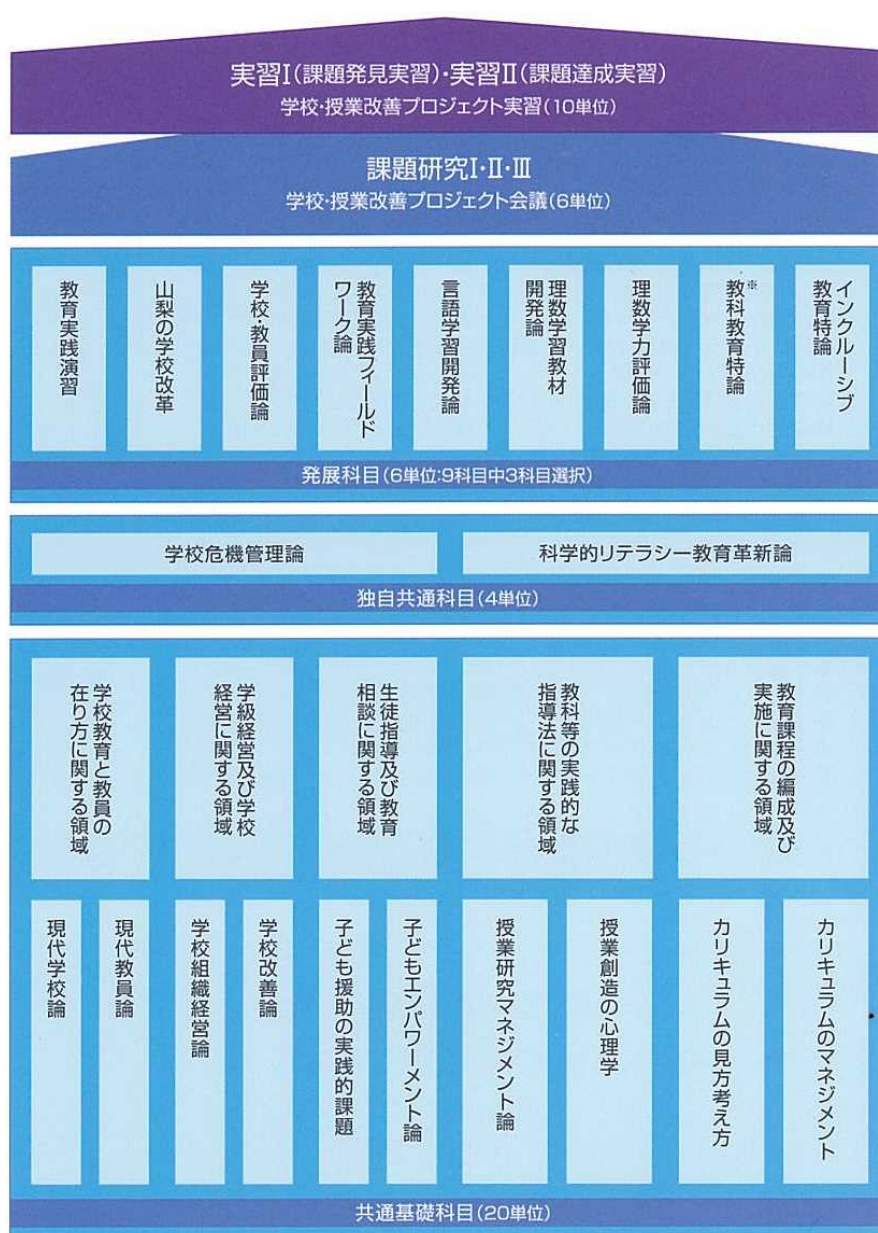 実習Ⅰ(課題発見実習)・実習Ⅱ(課題達成実習)
学校・授業改善プロジェクト実習(10単位)
課題研究Ⅰ・Ⅱ・Ⅲ
学校・授業改善プロジェクト会議(6単位)
教育実践演習
山梨の学校改革
学校・教員評価論
教育実践フィールド
ワーク論
言語学習開発論
理数学習教材
開発論
理数学力評価論
※教科教育特論
インクルーシブ
教育特論
発展科目(6単位:9科目中3科目選択)
学校危機管理論
科学的リテラシー教育革新論
独自共通科目(4単位)
学校教育と教員の
在り方に関する領域
学級経営及び学校
経営に関する領域
生徒指導及び教育
相談に関する領域
教科等の実践的な
指導法に関する領域
教育課程の編成及び
実施に関する領域
現代学校論
現代教員論
学校組織経営論
学校改善論
子ども援助の実践的課題
子どもエンパワーメント論
授業研究マネジメント論
授業創造の心理学
カリキュラムの見方考え方
カリキュラムのマネジメント
共通基礎科目(20単位)